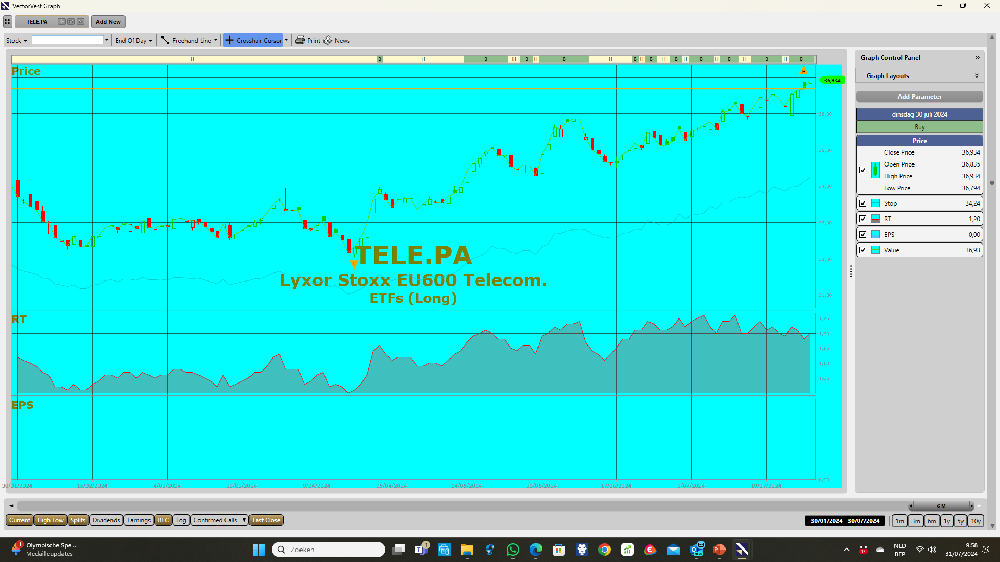 VectorVest Graph
TELE.PA
Add New
Stock
End Of Day
Freehand Line
Crosshair Cursor
Print
News
H B H B H B H B H B H B H B H B H B H B H B
Price
H
36,934
36,00
35,00
34,00
33,00
32,00
31,00
L
TELE.PA
Lyxor Stoxx EU600 Telecom.
ETFs (Long)
RT
1,25
1,20
1,15
1,10
1,05
EPS
0,00
30/01/2024 15/02/2024 4/03/2024 20/03/2024 9/04/2024 25/04/2024 14/05/2024 30/05/2024 17/06/2024 3/07/2024 19/07/2024
Graph Control Panel
Graph Layouts
Add Parameter
dinsdag 30 juli 2024
Buy
Price
Close Price 36,934
Open Price 36,835
High Price 36,934
Low Price 36,794
Stop 34,24
RT 1,20
EPS 0,00
Value 36,93
6 M
Current High Low Splits Dividends Earnings REC Log Confirmed Calls Last Close
30/01/2024 - 30/07/2024
1m 3m 6m 1y 5y 10y
1
Olympische Spel...
Medailleupdates
Zoeken
1
NEW
14
NLD
BEP
9:58
31/07/2024